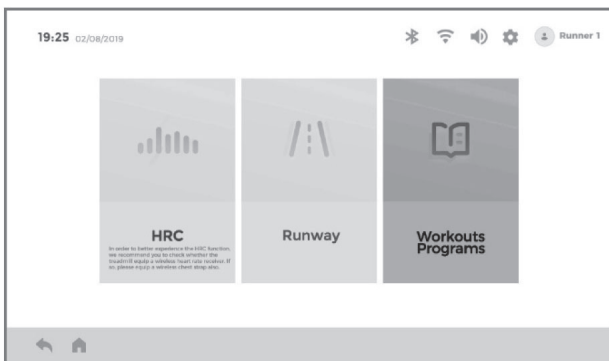 19:25 02/08/2019
Runner 1
HRC
In order to better experience the HRC function,
we recommend you to check whether the
treadmill equip a wireless heart rate receiver. If
so, please equip a wireless chest strap also.
Runway
Workouts
Programs